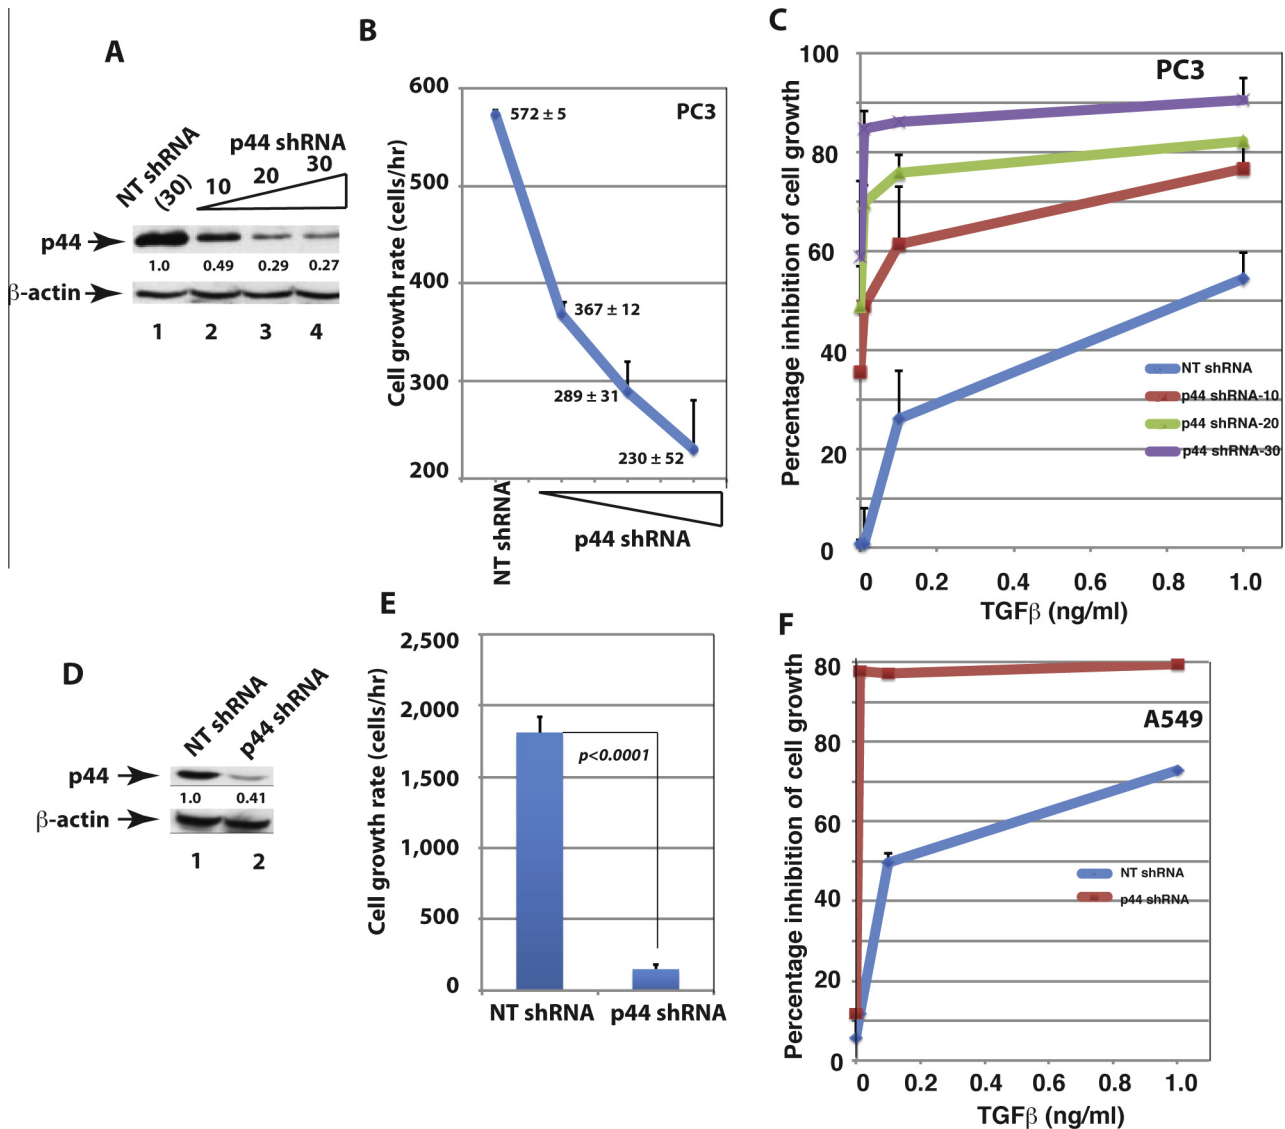 A
NT shRNA
(30)
p44 shRNA
10
20
30
p44
1.0 0.49 0.29 0.27
β-actin
1 2 3 4
B
Cell growth rate (cells/hr)
600
500
400
300
200
PC3
572 ± 5
367 ± 12
289 ± 31
230 ± 52
NT shRNA
p44 shRNA
C
Percentage inhibition of cell growth
100
80
60
40
20
0
PC3
NT shRNA
p44 shRNA-10
p44 shRNA-20
p44 shRNA-30
0 0.2 0.4 0.6 0.8 1.0
TGFβ (ng/ml)
D
NT shRNA
p44 shRNA
p44
1.0 0.41
β-actin
1 2
E
Cell growth rate (cells/hr)
2,500
2,000
1,500
1,000
500
0
p<0.0001
NT shRNA p44 shRNA
F
Percentage inhibition of cell growth
80
80
60
40
20
0
A549
NT shRNA
p44 shRNA
0 0.2 0.4 0.6 0.8 1.0
TGFβ (ng/ml)